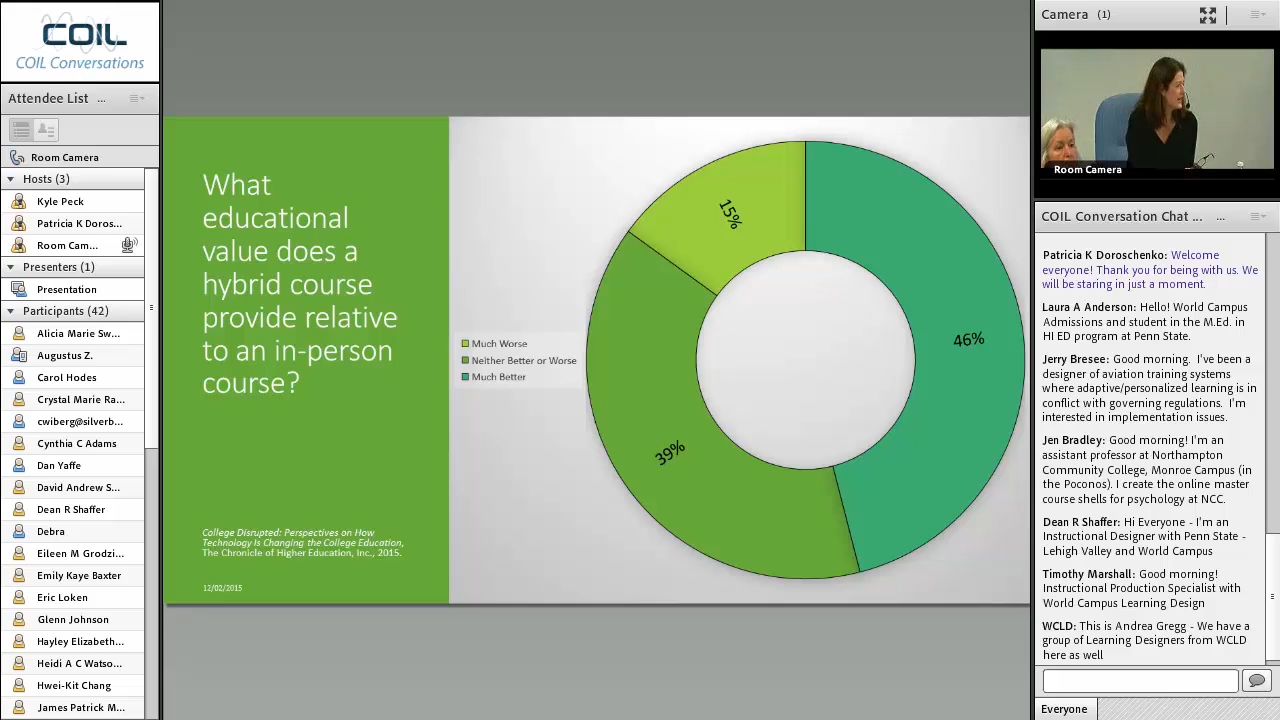 COIL
COIL Conversations
Attendee List ...
Room Camera
Hosts (3)
Kyle Peck
Patricia K Doros...
Room Cam...
Presenters (1)
Presentation
Participants (42)
Alicia Marie Sw...
Augustus Z.
Carol Hodes
Crystal Marie Ra...
cwiberg@silverb...
Cynthia C Adams
Dan Yaffe
David Andrew S...
Dean R Shaffer
Debra
Eileen M Grodzi...
Emily Kaye Baxter
Eric Loken
Glenn Johnson
Hayley Elizabeth...
Heidi A C Watso...
Hwei-Kit Chang
James Patrick M...
What
educational
value does a
hybrid course
provide relative
to an in-person
course?
College Disrupted: Perspectives on How
Technology Is Changing the College Education,
The Chronicle of Higher Education, Inc., 2015.
12/02/2015
Much Worse
Neither Better or Worse
Much Better
15%
46%
39%
Camera (1)
Room Camera
COIL Conversation Chat ... ...
Patricia K Doroschenko: Welcome
everyone! Thank you for being with us. We
will be staring in just a moment.
Laura A Anderson: Hello! World Campus
Admissions and student in the M.Ed. in
HI ED program at Penn State.
Jerry Bresee: Good morning. I've been a
designer of aviation training systems
where adaptive/personalized learning is in
conflict with governing regulations. I'm
interested in implementation issues.
Jen Bradley: Good morning! I'm an
assistant professor at Northampton
Community College, Monroe Campus (in
the Poconos). I create the online master
course shells for psychology at NCC.
Dean R Shaffer: Hi Everyone - I'm an
Instructional Designer with Penn State -
Lehigh Valley and World Campus
Timothy Marshall: Good morning!
Instructional Production Specialist with
World Campus Learning Design
WCLD: This is Andrea Gregg - We have a
group of Learning Designers from WCLD
here as well
Everyone